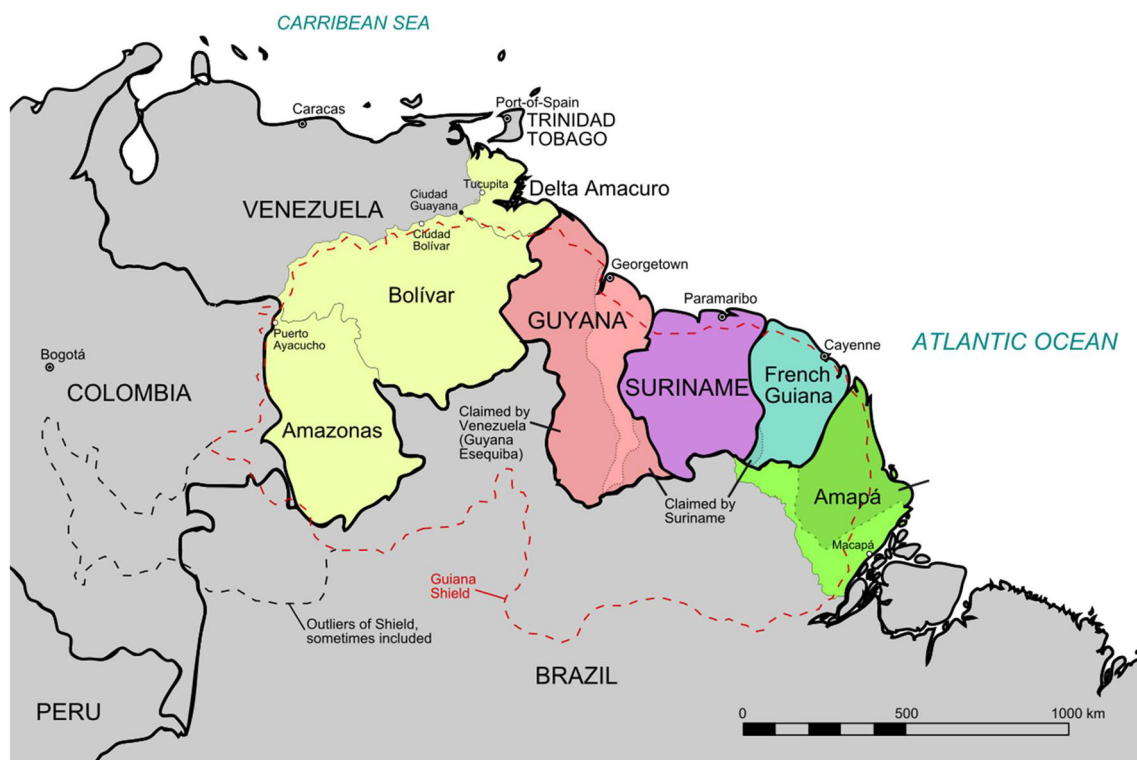 CARRIBEAN SEA
Port-of-Spain
Caracas
TRINIDAD
TOBAGO
Tucupita
Delta Amacuro
Ciudad
Guayana
VENEZUELA
Ciudad
Bolívar
Georgetown
Bolívar
Paramaribo
GUYANA
Puerto
Ayacucho
ATLANTIC OCEAN
Cayenne
Bogotá
COLOMBIA
SURINAME
French
Guiana
Claimed by
Venezuela
(Guyana
Esequiba)
Amazonas
Claimed by
Suriname
Amapá
Macapá
Guiana
Shield
Outliers of Shield,
sometimes included
BRAZIL
PERU
0
500
1000 km